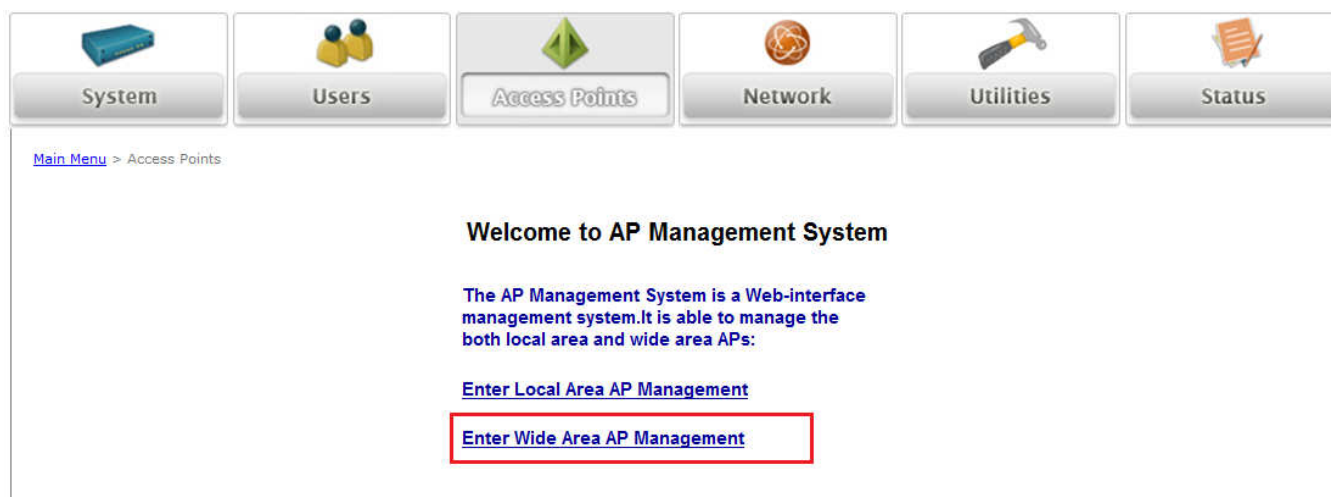 System
Users
Access Points
Network
Utilities
Status
Main Menu > Access Points
Welcome to AP Management System
The AP Management System is a Web-interface
management system.It is able to manage the
both local area and wide area APs:
Enter Local Area AP Management
Enter Wide Area AP Management